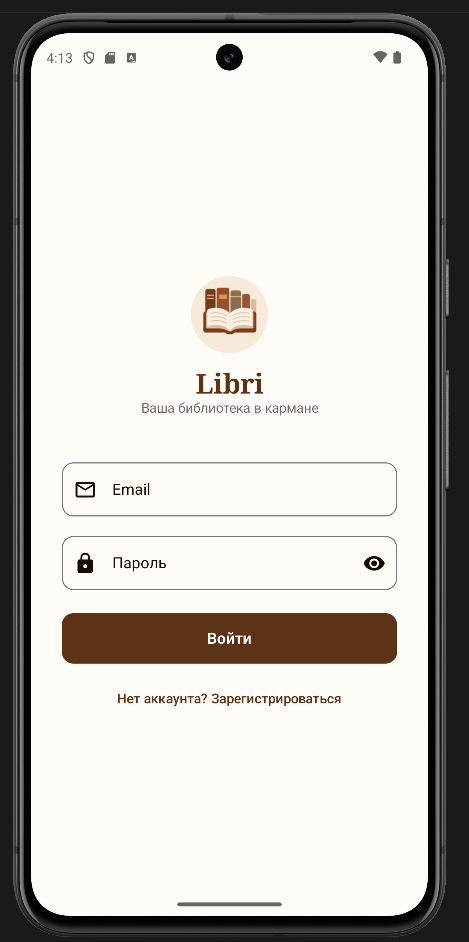 4:13
Libri
Ваша библиотека в кармане
Email
Пароль
Войти
Нет аккаунта? Зарегистрироваться